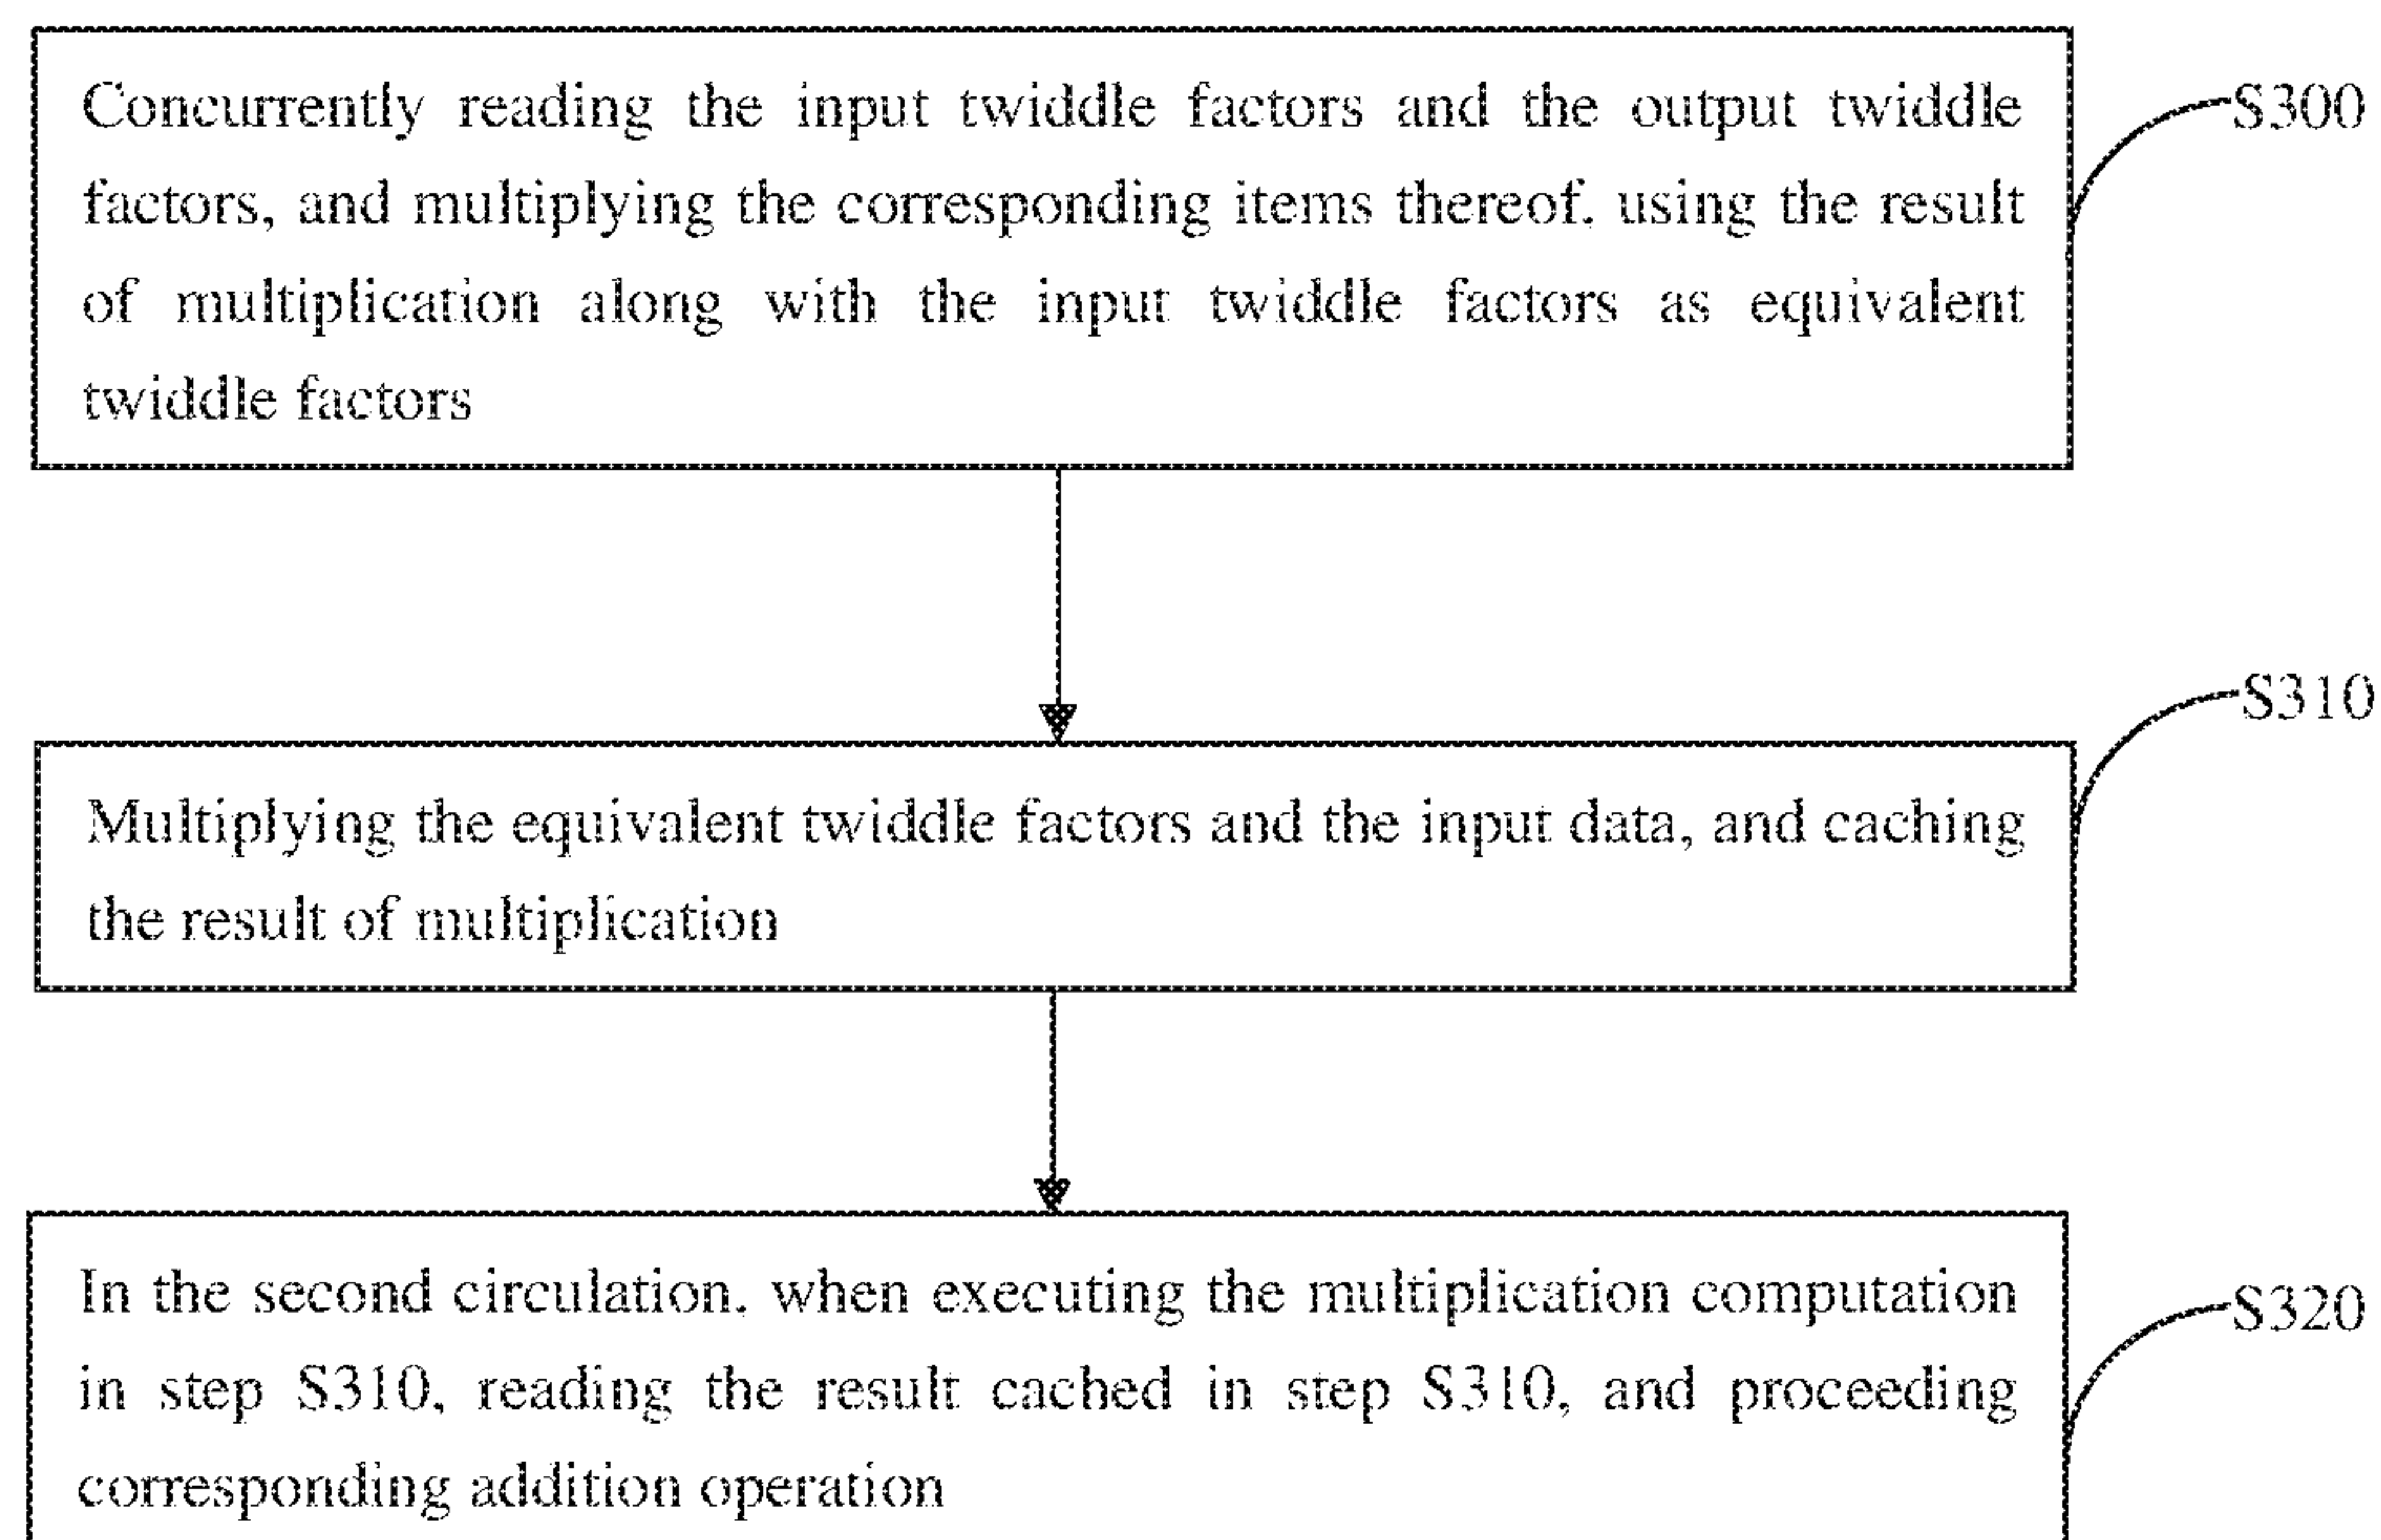 Concurrently reading the input twiddle factors and the output twiddle
factors, and multiplying the corresponding items thereof, using the result
of multiplication along with the input twiddle factors as equivalent
twiddle factors
S300
S310
Multiplying the equivalent twiddle factors and the input data, and caching
the result of multiplication
In the second circulation, when executing the multiplication computation
in step S310, reading the result cached in step S310, and proceeding
corresponding addition operation
S320